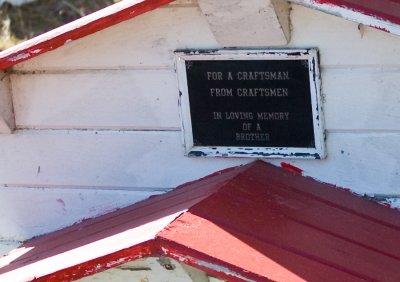 FOR A CRAFTSMAN
FROM CRAFTSMEN
IN LOVING MEMORY
OF A
BROTHER